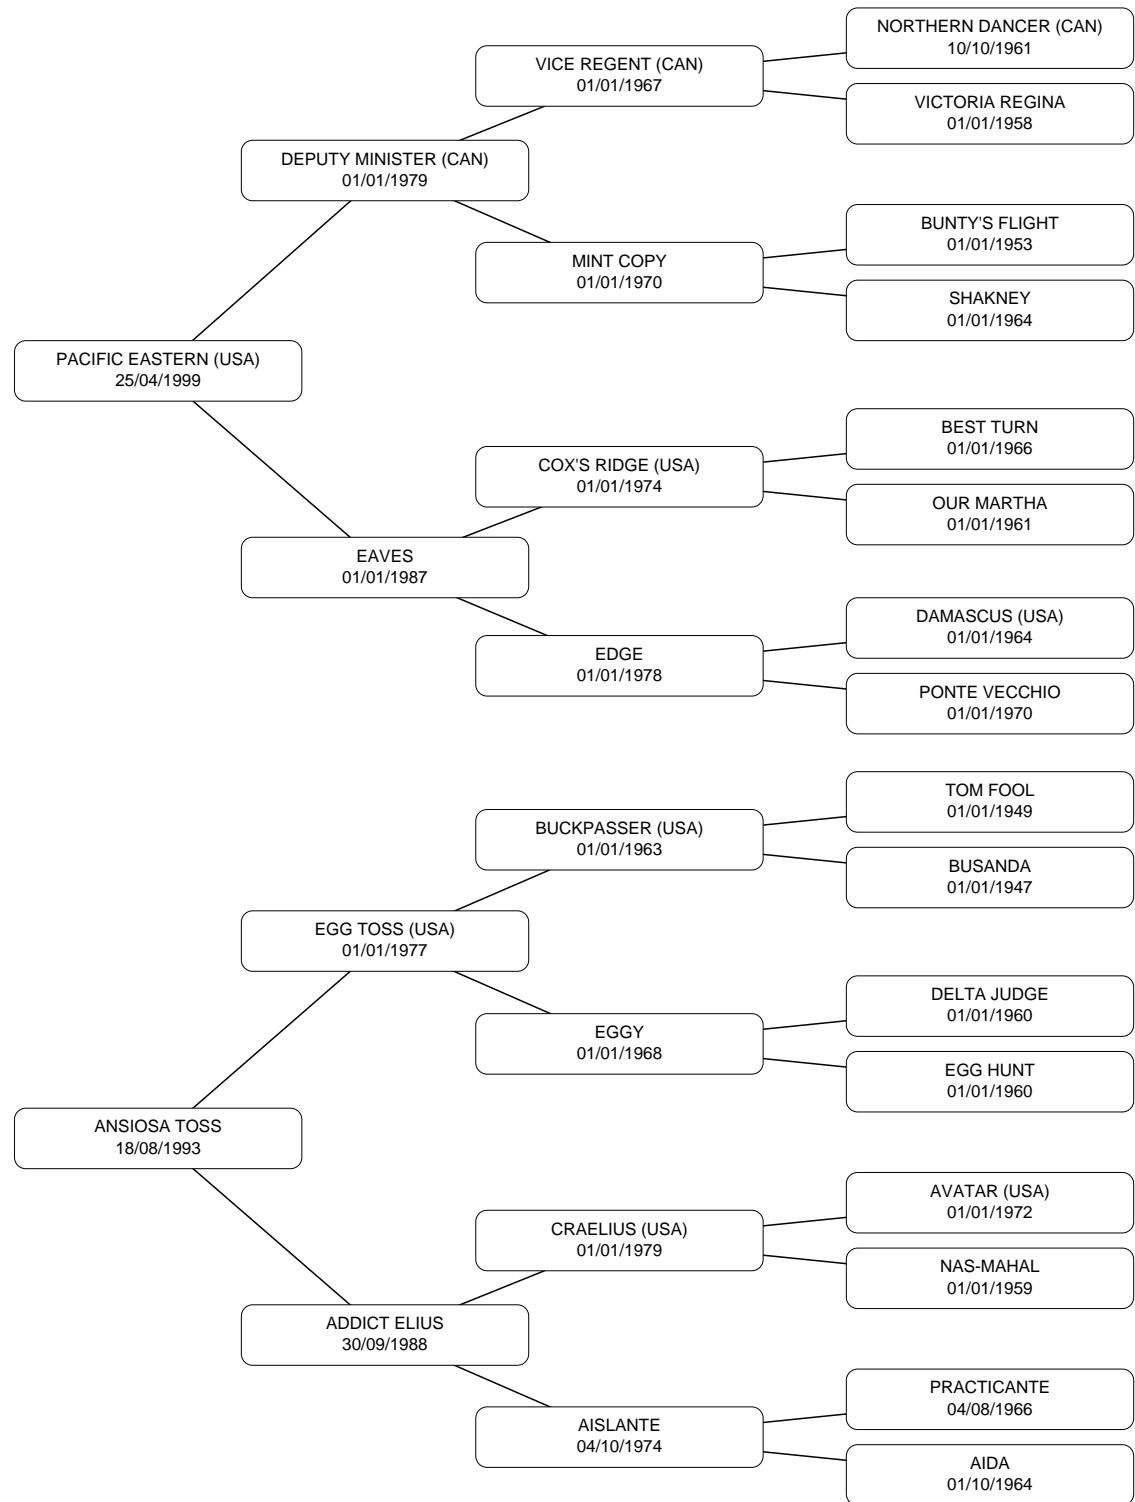 NORTHERN DANCER (CAN)
10/10/1961
VICE REGENT (CAN)
01/01/1967
VICTORIA REGINA
01/01/1958
DEPUTY MINISTER (CAN)
01/01/1979
BUNTY'S FLIGHT
01/01/1953
MINT COPY
01/01/1970
SHAKNEY
01/01/1964
PACIFIC EASTERN (USA)
25/04/1999
BEST TURN
01/01/1966
COX'S RIDGE (USA)
01/01/1974
OUR MARTHA
01/01/1961
EAVES
01/01/1987
DAMASCUS (USA)
01/01/1964
EDGE
01/01/1978
PONTE VECCHIO
01/01/1970
TOM FOOL
01/01/1949
BUCKPASSER (USA)
01/01/1963
BUSANDA
01/01/1947
EGG TOSS (USA)
01/01/1977
DELTA JUDGE
01/01/1960
EGGY
01/01/1968
EGG HUNT
01/01/1960
ANSIOSA TOSS
18/08/1993
AVATAR (USA)
01/01/1972
CRAELIUS (USA)
01/01/1979
NAS-MAHAL
01/01/1959
ADDICT ELIUS
30/09/1988
PRACTICANTE
04/08/1966
AISLANTE
04/10/1974
AIDA
01/10/1964